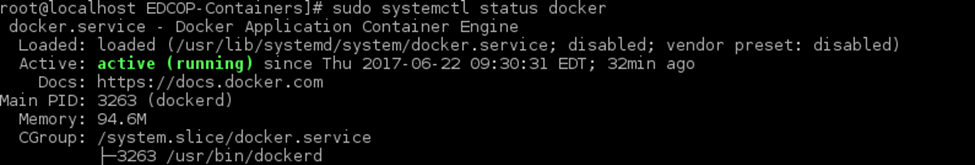 root@localhost EDCOP-Containers]# sudo systemctl status docker
docker.service - Docker Application Container Engine
Loaded: loaded (/usr/lib/systemd/system/docker.service; disabled; vendor preset: disabled)
Active: active (running) since Thu 2017-06-22 09:30:31 EDT; 32min ago
Docs: https://docs.docker.com
Main PID: 3263 (dockerd)
Memory: 94.6M
CGroup: /system.slice/docker.service
├─3263 /usr/bin/dockerd